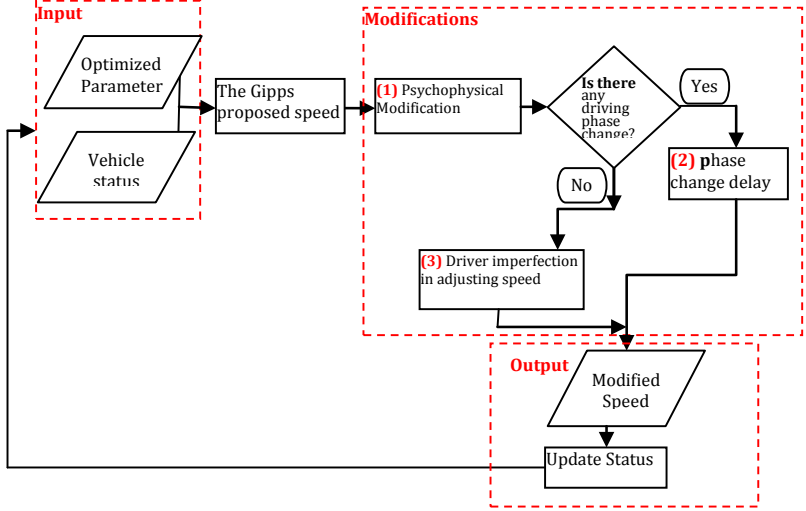 Input
Optimized
Parameter
Vehicle
status
The Gipps
proposed speed
Modifications
(1) Psychophysical
Modification
Is there
any
driving
phase
change?
Yes
No
(2) phase
change delay
(3) Driver imperfection
in adjusting speed
Output
Modified
Speed
Update Status